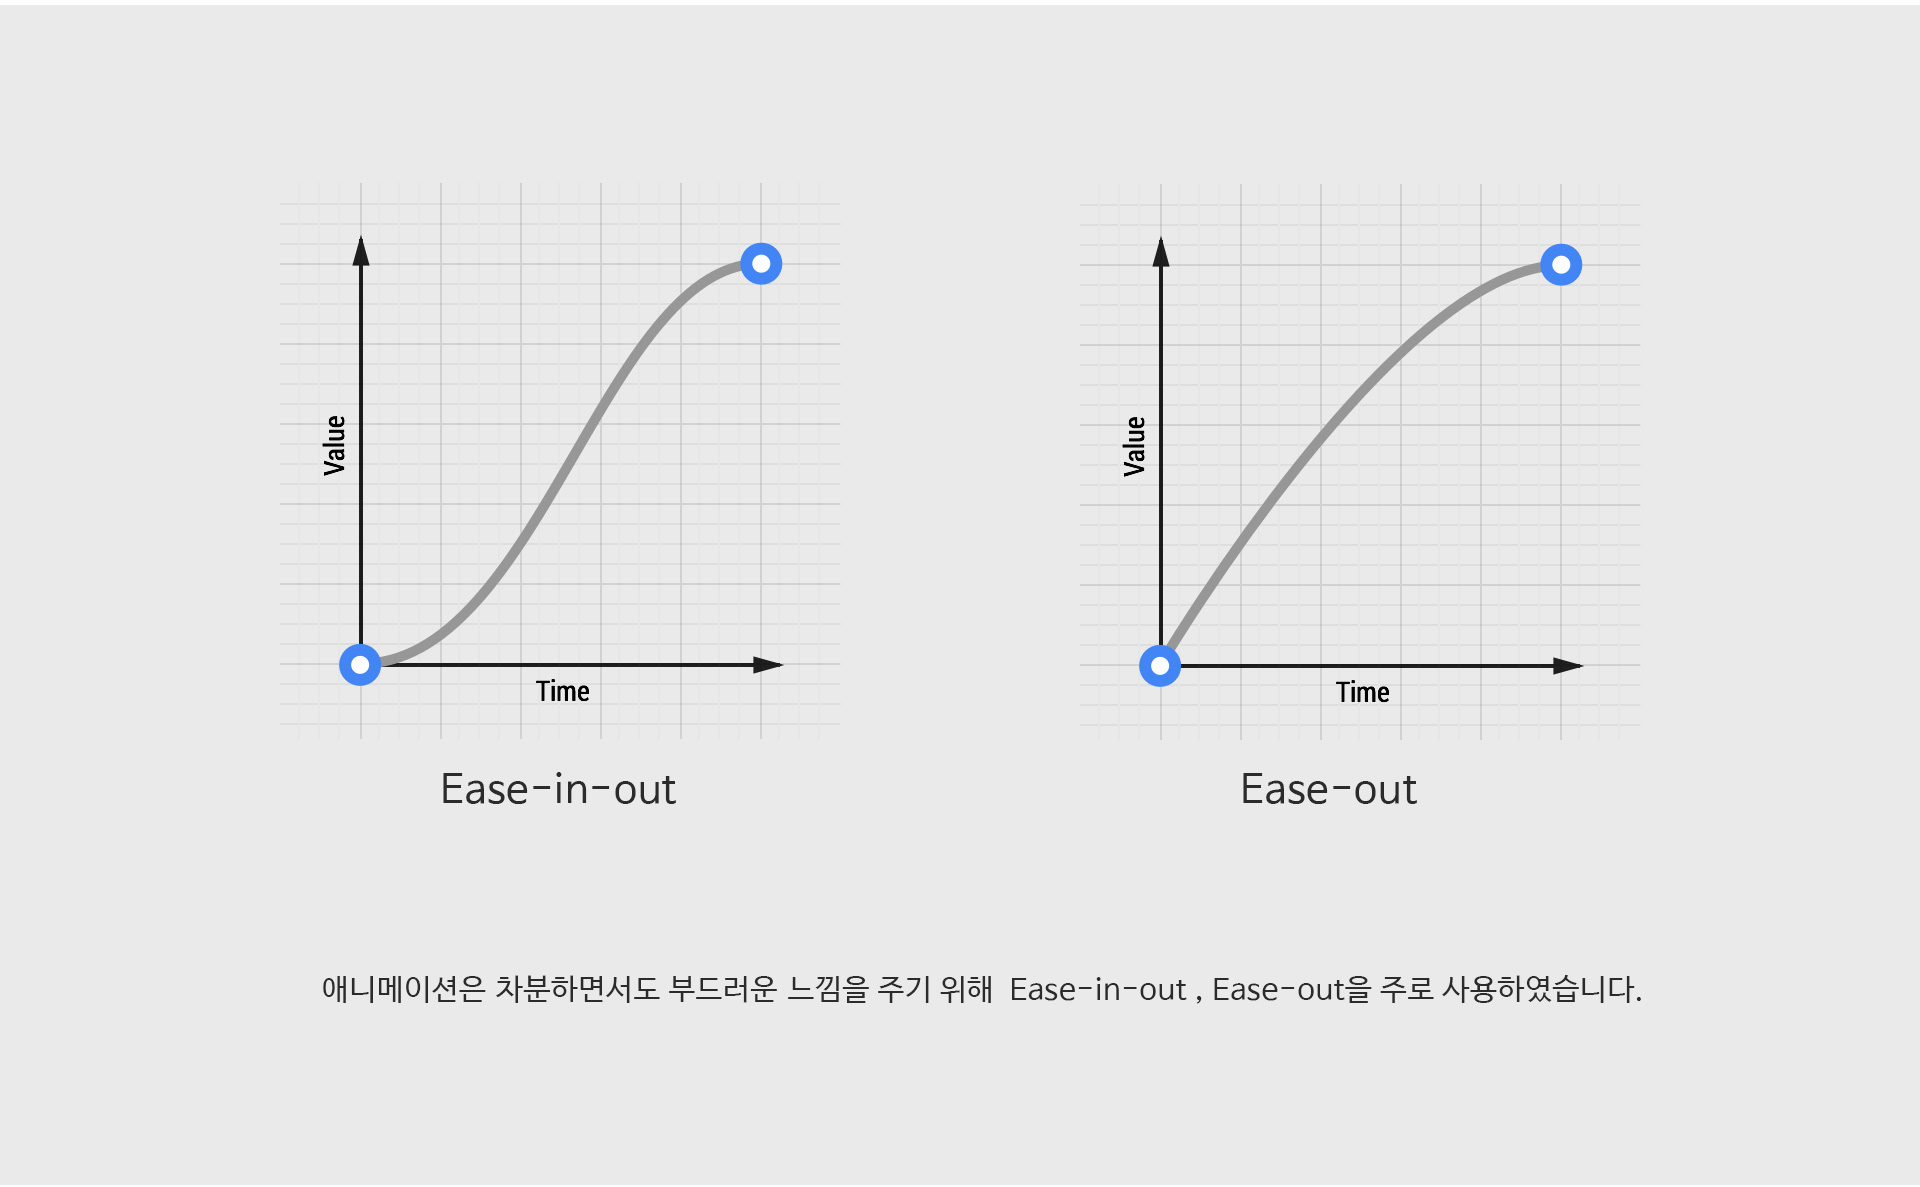 Value
Time
Ease-in-out
Value
Time
Ease-out
애니메이션은 차분하면서도 부드러운 느낌을 주기 위해 Ease-in-out , Ease-out을 주로 사용하였습니다.